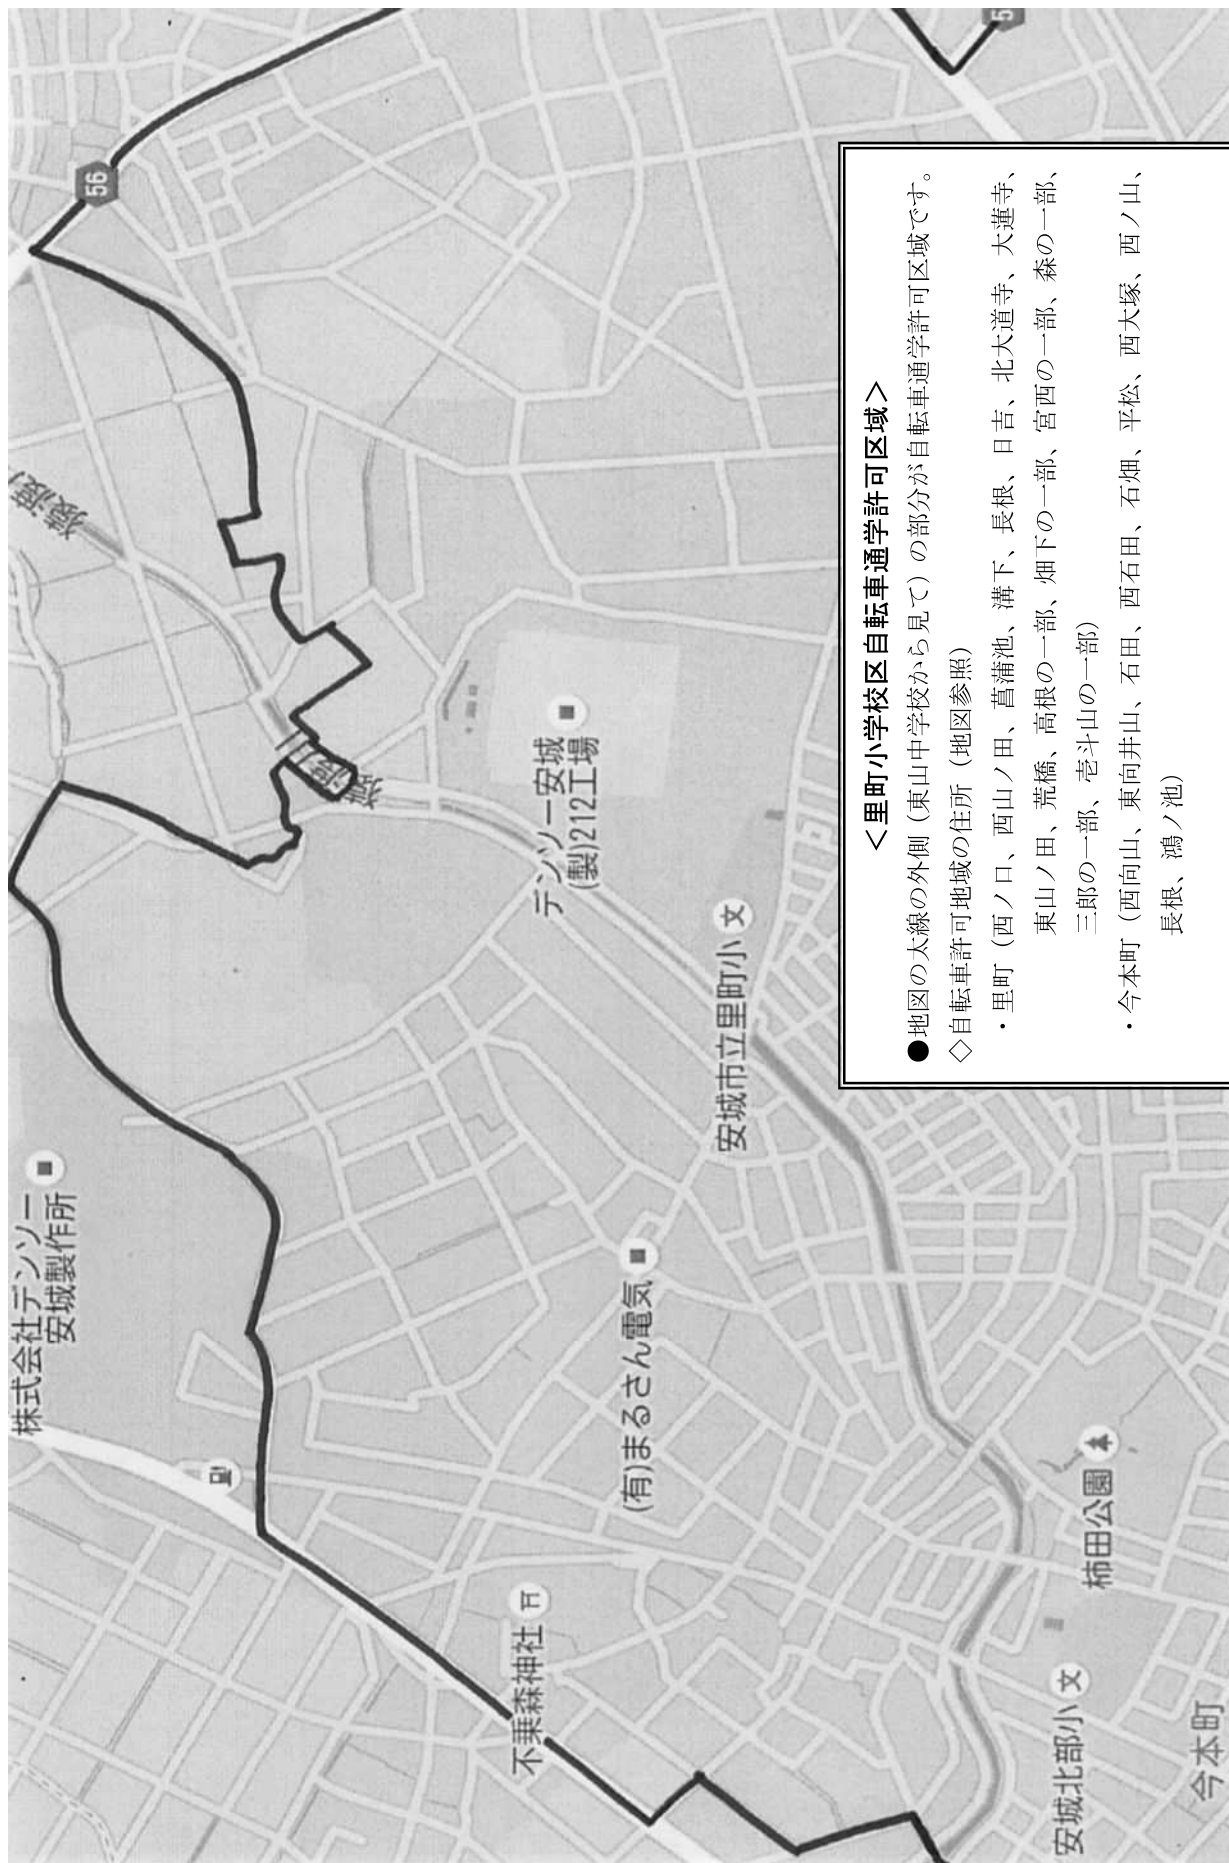 ＜里町小学校区自転車通学許可区域＞
●地図の太線の外側（東山中学校から見て）の部分が自転車通学許可区域です。
◇自転車許可地域の住所（地図参照）
・里町（西ノ口、西山ノ田、菖蒲池、溝下、長根、日吉、北大道寺、大蓮寺、
東山ノ田、荒橋、高根の一部、畑下の一部、宮西の一部、森の一部、
三郎の一部、壱斗山の一部）
・今本町（西向山、東向井山、石田、西石田、石畑、平松、西大塚、西ノ山、
長根、鴻ノ池）
株式会社デンソー
安城製作所
56
猿渡
デンソー安城
(製)212工場
安城市立里町小
文
(有)まるさん電気
不乗森神社
柿田公園
安城北部小
文
今本町